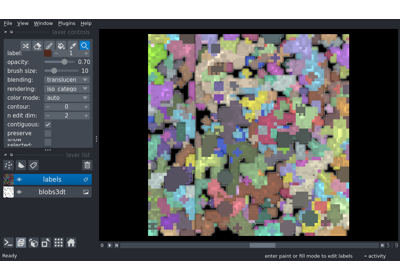 File View Window Plugins Help
layer controls
label: 1
opacity: 0.70
brush size: 10
blending: translucen
rendering: iso_catego
color mode: auto
contour: 0
n edit dim: 2
contiguous:
preserve
show
selected:
layer list
labels
blobs3dt
Ready
enter paint or fill mode to edit labels
activity